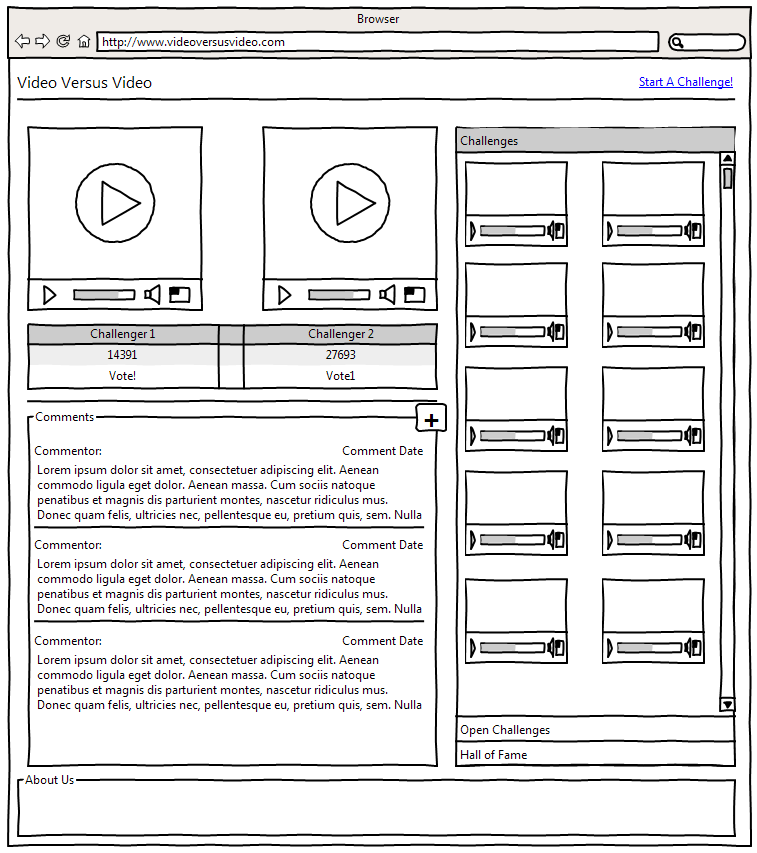 Browser
http://www.videoversusvideo.com
Video Versus Video
Start A Challenge!
Challenges
Challenger 1
Challenger 2
14391
27693
Vote!
Vote1
Comments
+
Commentor:
Comment Date
Lorem ipsum dolor sit amet, consectetuer adipiscing elit. Aenean
commodo ligula eget dolor. Aenean massa. Cum sociis natoque
penatibus et magnis dis parturient montes, nascetur ridiculus mus.
Donec quam felis, ultricies nec, pellentesque eu, pretium quis, sem. Nulla
Commentor:
Comment Date
Lorem ipsum dolor sit amet, consectetuer adipiscing elit. Aenean
commodo ligula eget dolor. Aenean massa. Cum sociis natoque
penatibus et magnis dis parturient montes, nascetur ridiculus mus.
Donec quam felis, ultricies nec, pellentesque eu, pretium quis, sem. Nulla
Commentor:
Comment Date
Lorem ipsum dolor sit amet, consectetuer adipiscing elit. Aenean
commodo ligula eget dolor. Aenean massa. Cum sociis natoque
penatibus et magnis dis parturient montes, nascetur ridiculus mus.
Donec quam felis, ultricies nec, pellentesque eu, pretium quis, sem. Nulla
Open Challenges
Hall of Fame
About Us